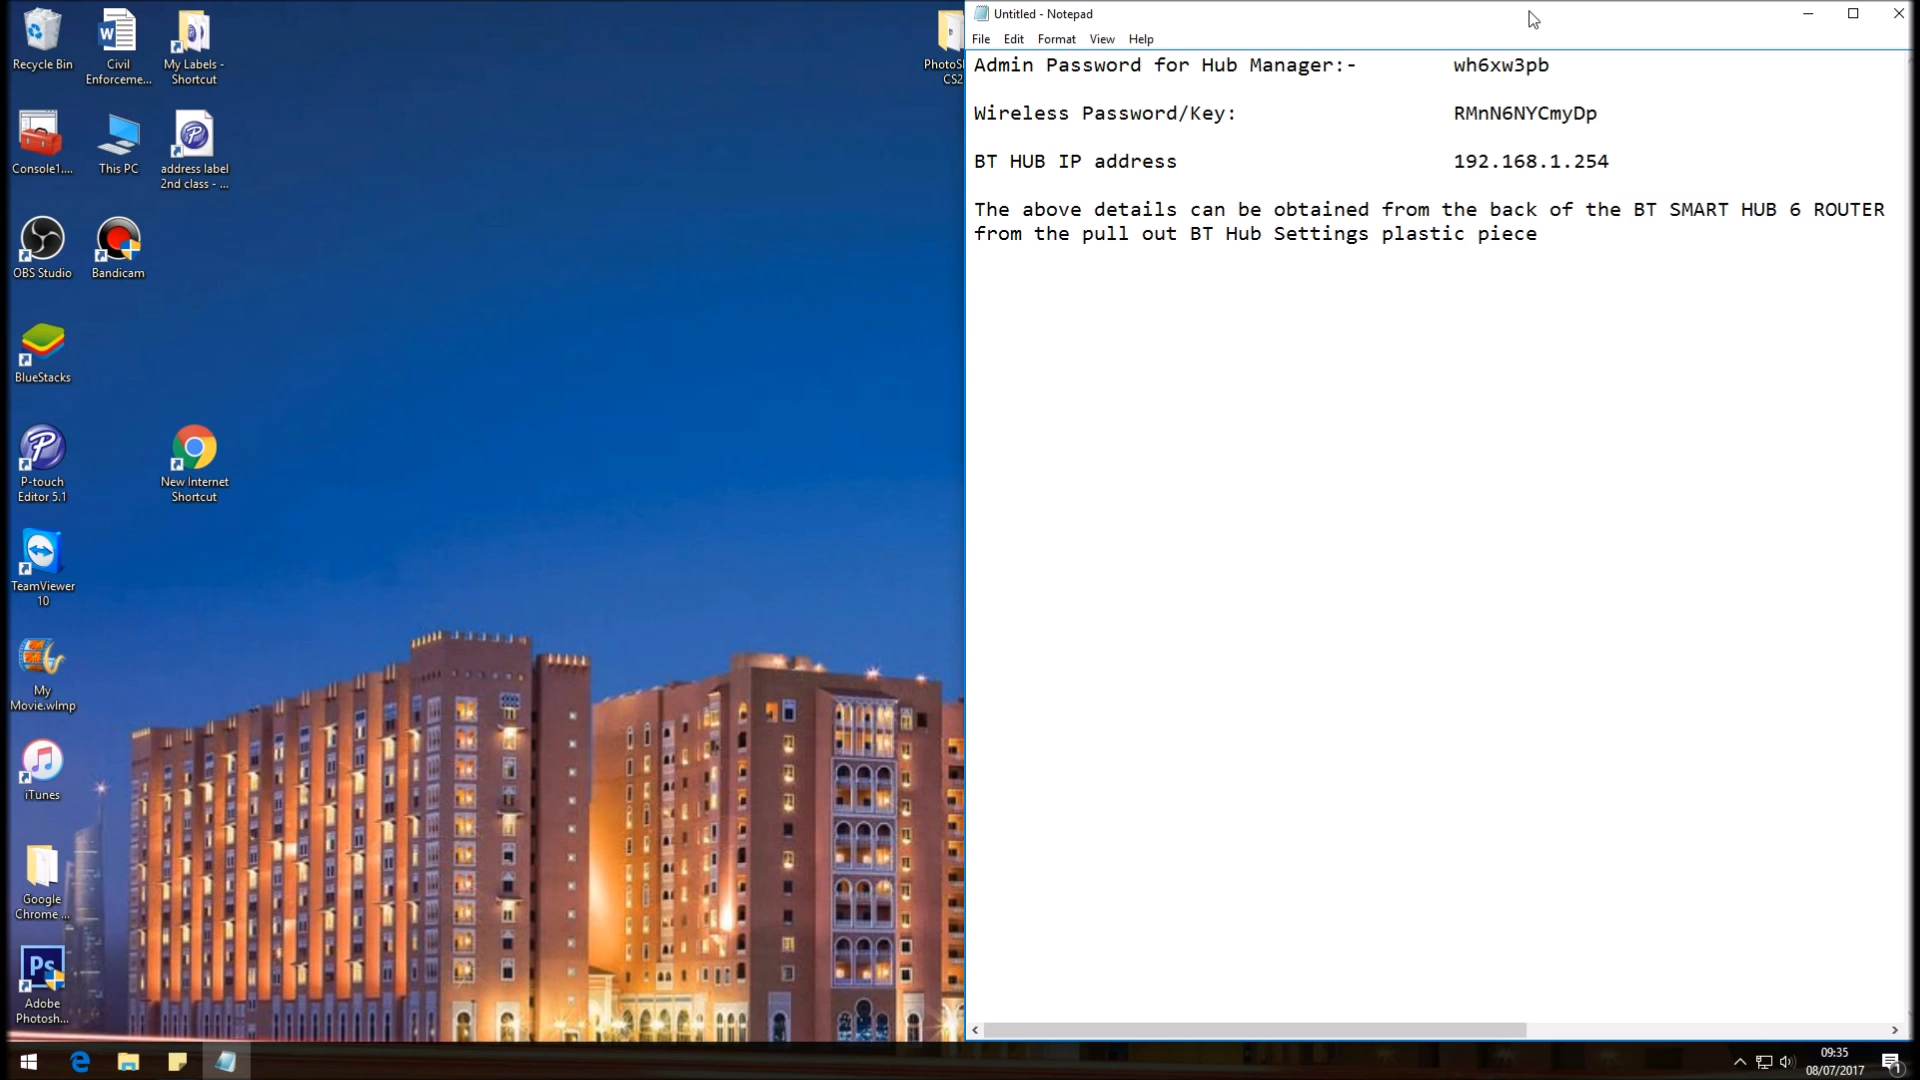 Recycle Bin
Civil
Enforceme...
My Labels -
Shortcut
PhotoSh
CS2
Console1....
This PC
address label
2nd class - ...
OBS Studio
Bandicam
BlueStacks
P-touch
Editor 5.1
New Internet
Shortcut
TeamViewer
10
My
Movie.wlmp
iTunes
Google
Chrome ...
Ps
Adobe
Photosh...
Untitled - Notepad
File Edit Format View Help
Admin Password for Hub Manager:- wh6xw3pb
Wireless Password/Key: RMnN6NYCmyDp
BT HUB IP address 192.168.1.254
The above details can be obtained from the back of the BT SMART HUB 6 ROUTER
from the pull out BT Hub Settings plastic piece
09:35
08/07/2017
1